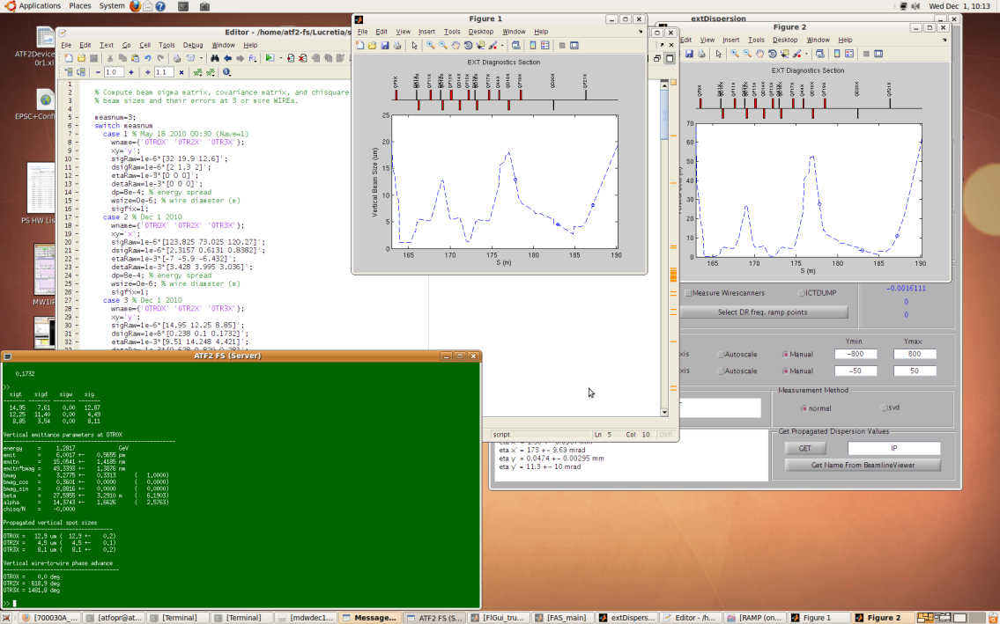 Applications Places System
Wed Dec 1, 10:13
ATF2Device
0r1.xl
EPSC+Confi
PS HW Lis
MW1IP
Editor - /home/atf2-fs/Lucretia/s
File Edit Text Go Cell Tools Debug Window Help
1.0
1.1
1
2 % Compute beam sigma matrix, covariance matrix, and chisquare
3 % beam sizes and their errors at 3 or more WIREs.
4
5 measnum=3;
6 switch measnum
7 case 1 % May 18 2010 00:30 (Nave=1)
8 wname={'OTR0X' 'OTR2X' 'OTR3X'};
9 xy='y';
10 sigRaw=1e-6*[32 19.9 12.6];
11 dsigRaw=1e-6*[2 1.3 2]';
12 etaRaw=1e-3*[0 0 0]';
13 detaRaw=1e-3*[0 0 0]';
14 dp=8e-4; % energy spread
15 wsize=0e-6; % wire diameter (m)
16 sigfix=1;
17 case 2 % Dec 1 2010
18 wname={'OTR0X' 'OTR2X' 'OTR3X'};
19 xy='x';
20 sigRaw=1e-6*[123.825 73.025 120.27]';
21 dsigRaw=1e-6*[2.3157 0.6131 0.8382]';
22 etaRaw=1e-3*[-7 -5.9 -6.432]';
23 detaRaw=1e-3*[3.428 3.995 3.036]';
24 dp=8e-4; % energy spread
25 wsize=0e-6; % wire diameter (m)
26 sigfix=1;
27 case 3 % Dec 1 2010
28 wname={'OTR0X' 'OTR2X' 'OTR3X'};
29 xy='y';
30 sigRaw=1e-6*[14.95 12.25 8.85]';
31 dsigRaw=1e-6*[0.238 0.1 0.1732]';
32 etaRaw=1e-3*[9.51 14.248 4.421]';
script Ln 5 Col 10 OVR
Figure 1
File Edit View Insert Tools Desktop Window Help
EXT Diagnostics Section
Vertical Beam Size (um)
25
20
15
10
5
0
165 170 175 180 185 190
S (m)
extDispersion
Figure 2
Edit View Insert Tools Desktop Window Help
EXT Diagnostics Section
70
60
50
40
30
20
10
0
165 170 175 180 185 190
S (m)
Measure Wirescanners ICTDUMP
Select DR freq. ramp points
-0.0016111
0
0
Ymin Ymax
xis Autoscale Manual -800 800
xis Autoscale Manual -50 50
Measurement Method
normal svd
Get Propagated Dispersion Values
GET IP
Get Name From BeamlineViewer
eta x' = 173 +- 9.69 mrad
eta y = 0.0474 +- 0.00295 mm
eta y' = 11.3 +- 10 mrad
ATF2 FS (Server)
0.1732
>>
sigt sigd sigw sig
14.95 7.61 0.00 12.87
12.25 11.40 0.00 4.49
8.85 3.54 0.00 8.11
Vertical emittance parameters at OTR0X
energy = 1.2817 GeV
emit = 6.0017 +- 0.5655 pm
emitn = 15.0541 +- 1.4185 nm
emitn*bmag = 49.3393 +- 1.3876 nm
bmag = 3.2775 +- 0.3313 ( 1.0000)
bmag_cos = 0.3601 +- 0.0000 ( 0.0000)
bmag_sin = 0.8816 +- 0.0000 ( 0.0000)
beta = 27.5955 +- 3.2910 m ( 6.1903)
alpha = 14.3743 +- 1.6626 ( 2.5763)
chisq/N = -0.0000
Propagated vertical spot sizes
OTR0X = 12.9 um ( 12.9 +- 0.2)
OTR2X = 4.5 um ( 4.5 +- 0.1)
OTR3X = 8.1 um ( 8.1 +- 0.2)
Vertical wire-to-wire phase advance
OTR0X = 0.0 deg
OTR2X = 618.9 deg
OTR3X = 1481.8 deg
>>
[700030A_... [atfopr@at... [Terminal] [Terminal] [mdwdec1... Message... ATF2 FS (S... [FlGui_tru... [FAS_main] extDispers... Editor - /h... [RAMP (on... Figure 1 Figure 2